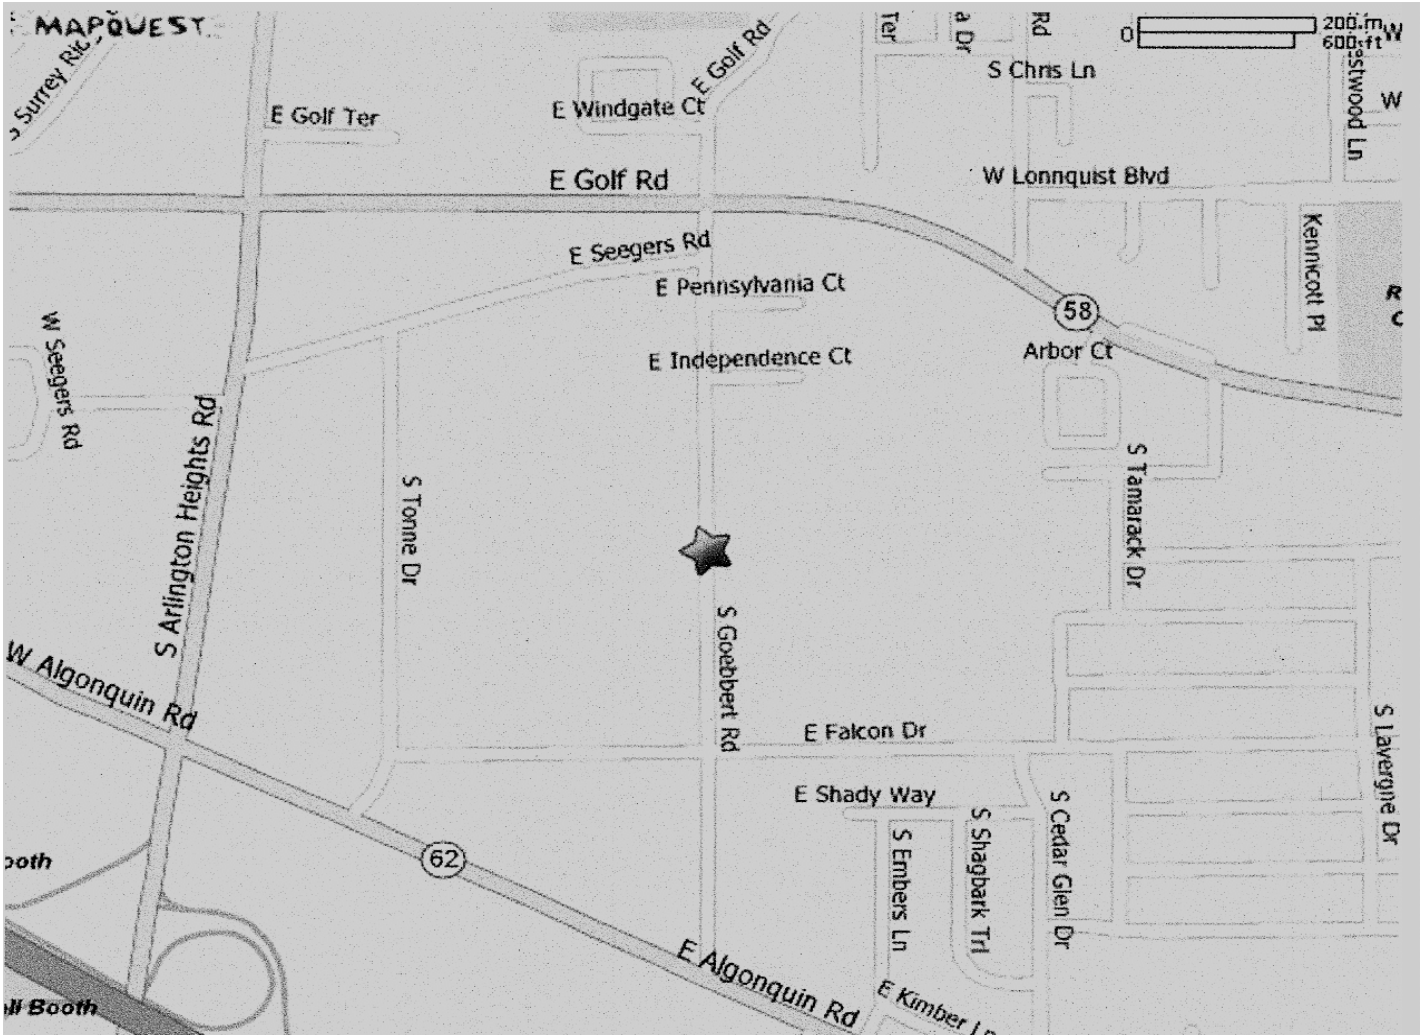 MAPQUEST
0
200 m
600 ft
S Surrey
E Golf Rd
Ter
Dr
Rd
S Chris Ln
E Golf Ter
E Windgate Ct
W
W
estwood Ln
E Golf Rd
W Lonnquist Blvd
E Seegers Rd
E Pennsylvania Ct
Kennicott Pl
58
R
C
W Seegers Rd
E Independence Ct
Arbor Ct
S Arlington Heights Rd
S Tonne Dr
S Tamarack Dr
S Goebbert Rd
W Algonquin Rd
E Falcon Dr
S Lavergne Dr
E Shady Way
S Embers Ln
S Shagbark Trl
S Cedar Glen Dr
62
ooth
E Algonquin Rd
E Kimber Ln
ll Booth